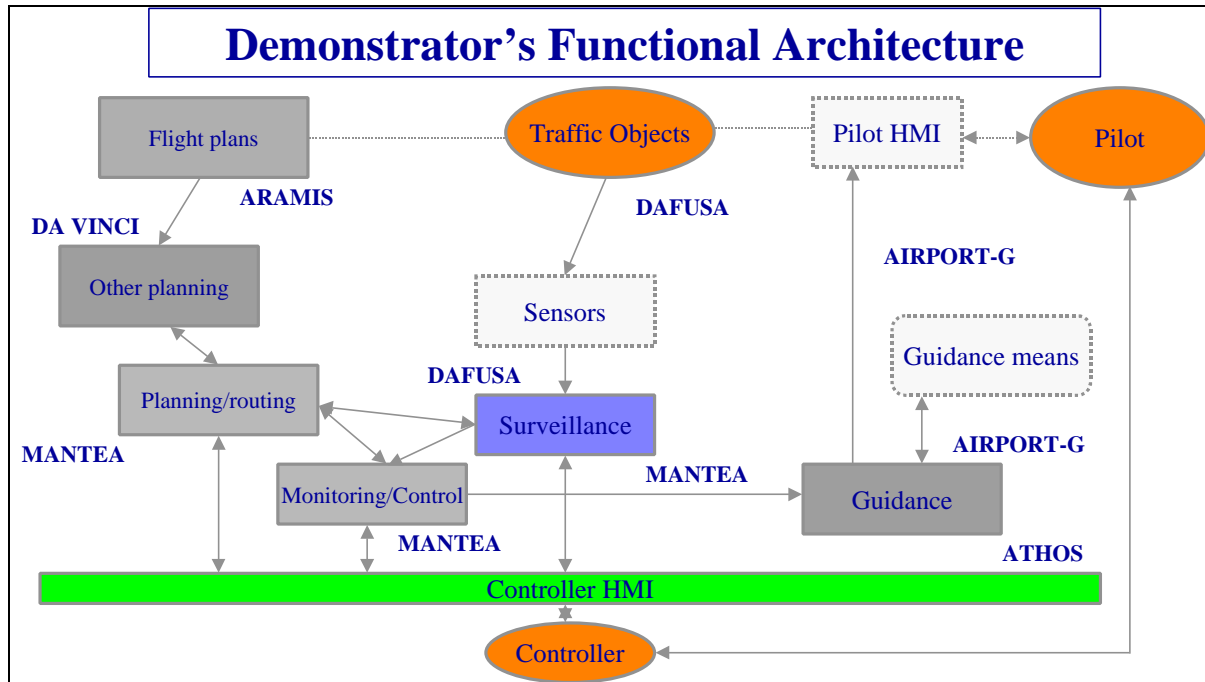 Demonstrator's Functional Architecture
Flight plans
Traffic Objects
Pilot HMI
Pilot
ARAMIS
DAFUSA
DA VINCI
AIRPORT-G
Other planning
Sensors
Guidance means
DAFUSA
Planning/routing
Surveillance
MANTEA
MANTEA
AIRPORT-G
Monitoring/Control
Guidance
MANTEA
ATHOS
Controller HMI
Controller